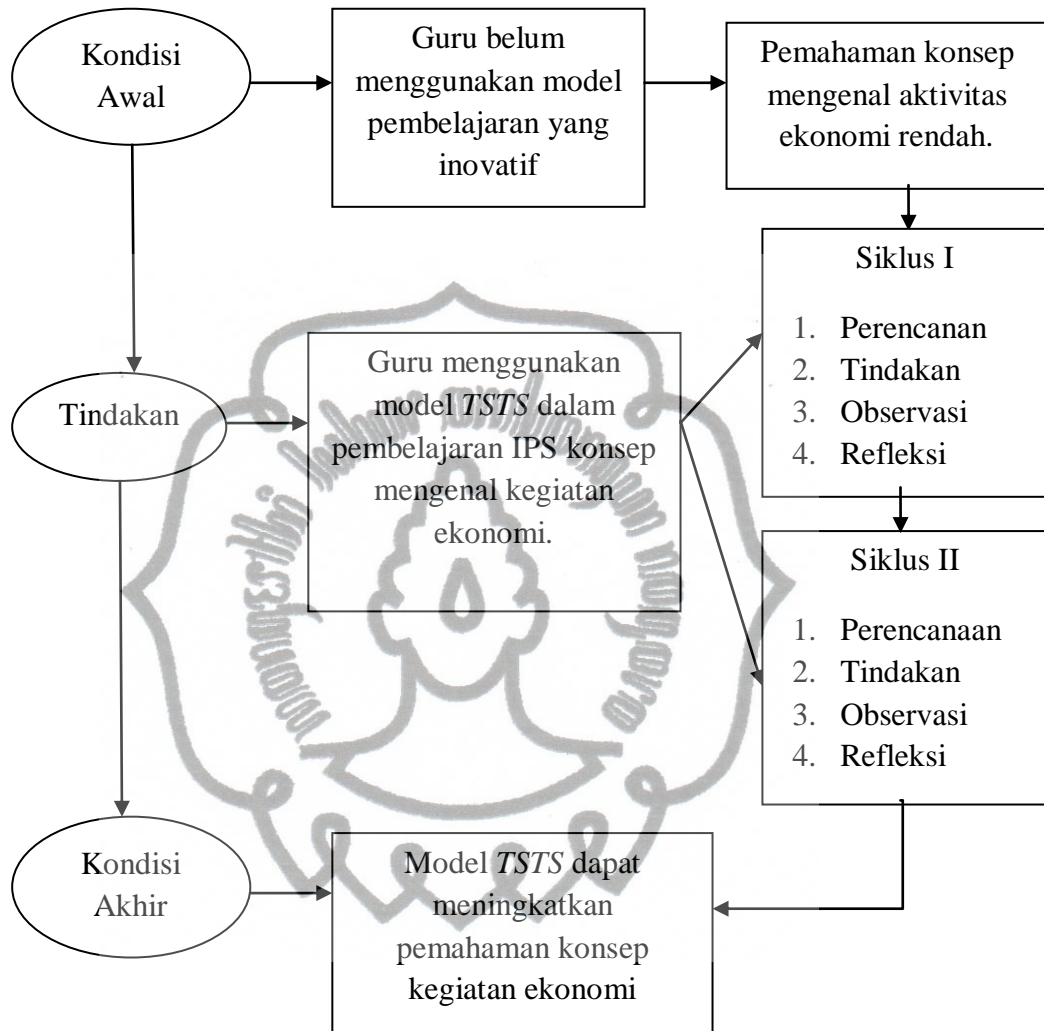 Kondisi
Awal
Guru belum
menggunakan model
pembelajaran yang
inovatif
Pemahaman konsep
mengenal aktivitas
ekonomi rendah.
Siklus I
1. Perencanan
2. Tindakan
3. Observasi
4. Refleksi
Tindakan
Guru menggunakan
model TSTS dalam
pembelajaran IPS konsep
mengenal kegiatan
ekonomi.
Siklus II
1. Perencanaan
2. Tindakan
3. Observasi
4. Refleksi
Kondisi
Akhir
Model TSTS dapat
meningkatkan
pemahaman konsep
kegiatan ekonomi